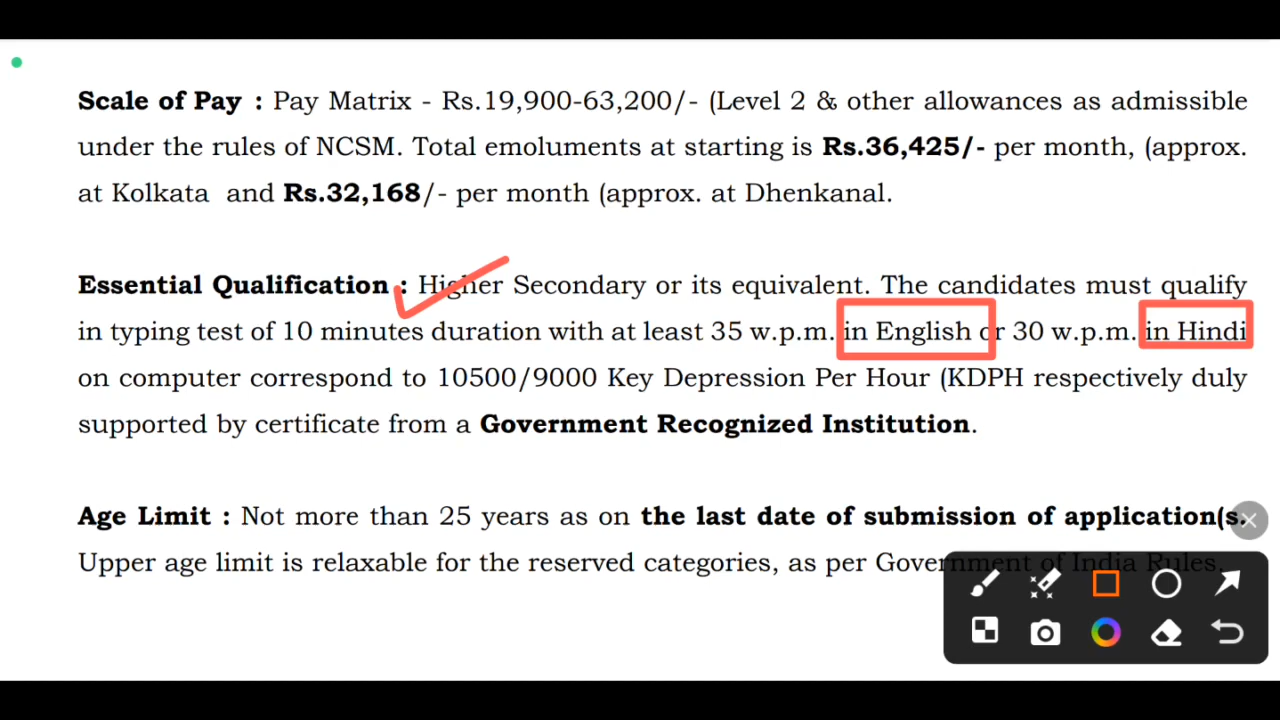 Scale of Pay : Pay Matrix - Rs.19,900-63,200/- (Level 2 & other allowances as admissible
under the rules of NCSM. Total emoluments at starting is Rs.36,425/- per month, (approx.
at Kolkata and Rs.32,168/- per month (approx. at Dhenkanal.
Essential Qualification : Higher Secondary or its equivalent. The candidates must qualify
in typing test of 10 minutes duration with at least 35 w.p.m. in English or 30 w.p.m. in Hindi
on computer correspond to 10500/9000 Key Depression Per Hour (KDPH respectively duly
supported by certificate from a Government Recognized Institution.
Age Limit : Not more than 25 years as on the last date of submission of application(s.
Upper age limit is relaxable for the reserved categories, as per Government of India Rules.